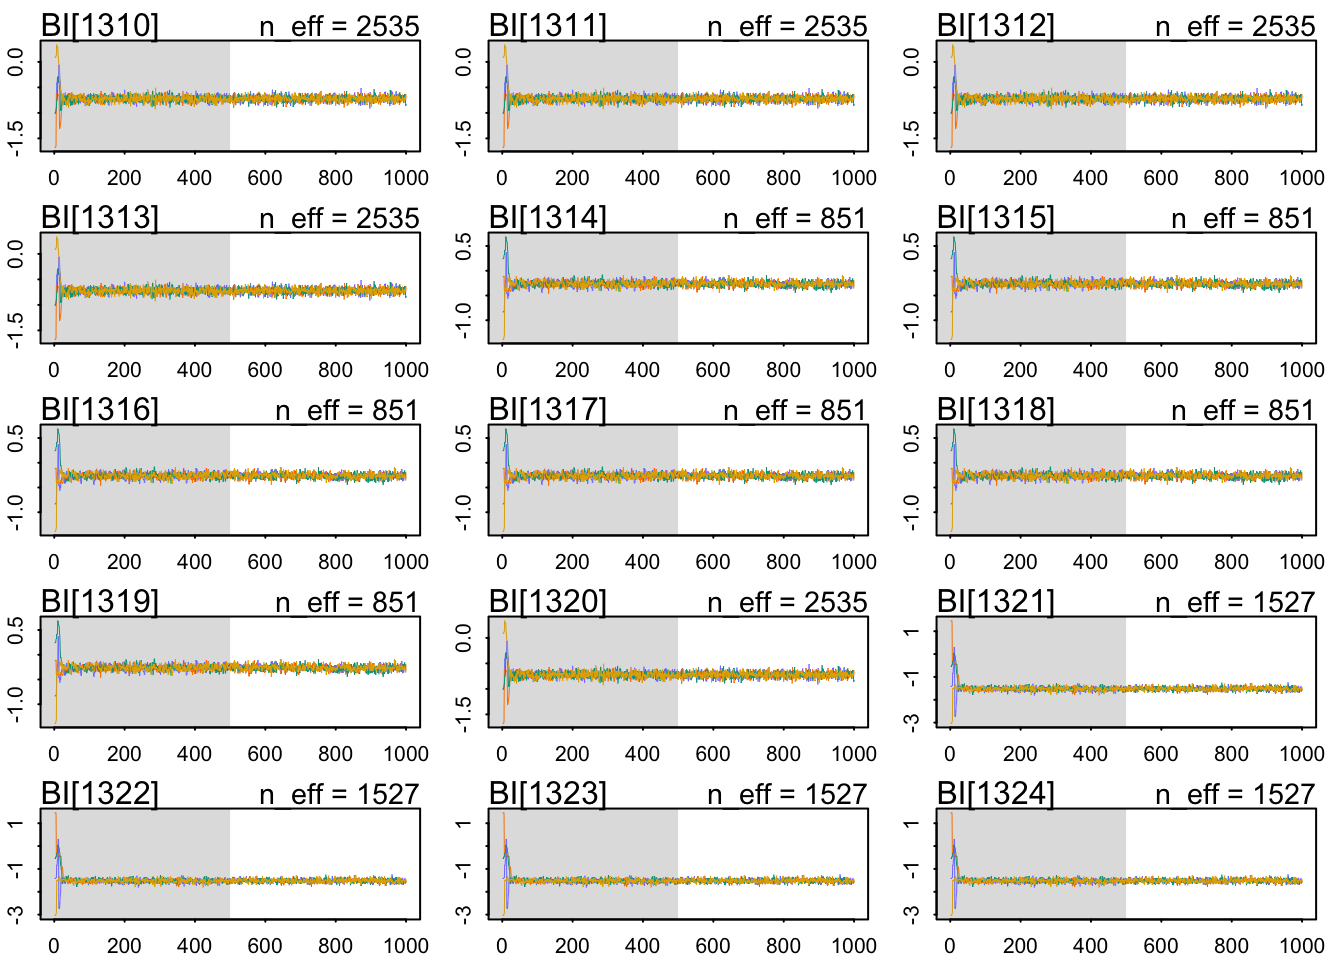 BI[1310] n_eff = 2535 BI[1311] n_eff = 2535 BI[1312] n_eff = 2535
0.0 -1.5 0.0 -1.5 0.0 -1.5
0 200 400 600 800 1000 0 200 400 600 800 1000 0 200 400 600 800 1000
BI[1313] n_eff = 2535 BI[1314] n_eff = 851 BI[1315] n_eff = 851
0.0 -1.5 0.5 -1.0 0.5 -1.0
0 200 400 600 800 1000 0 200 400 600 800 1000 0 200 400 600 800 1000
BI[1316] n_eff = 851 BI[1317] n_eff = 851 BI[1318] n_eff = 851
0.5 -1.0 0.5 -1.0 0.5 -1.0
0 200 400 600 800 1000 0 200 400 600 800 1000 0 200 400 600 800 1000
BI[1319] n_eff = 851 BI[1320] n_eff = 2535 BI[1321] n_eff = 1527
0.5 -1.0 0.0 -1.5 1 -1 -3
0 200 400 600 800 1000 0 200 400 600 800 1000 0 200 400 600 800 1000
BI[1322] n_eff = 1527 BI[1323] n_eff = 1527 BI[1324] n_eff = 1527
1 -1 -3 1 -1 -3 1 -1 -3
0 200 400 600 800 1000 0 200 400 600 800 1000 0 200 400 600 800 1000